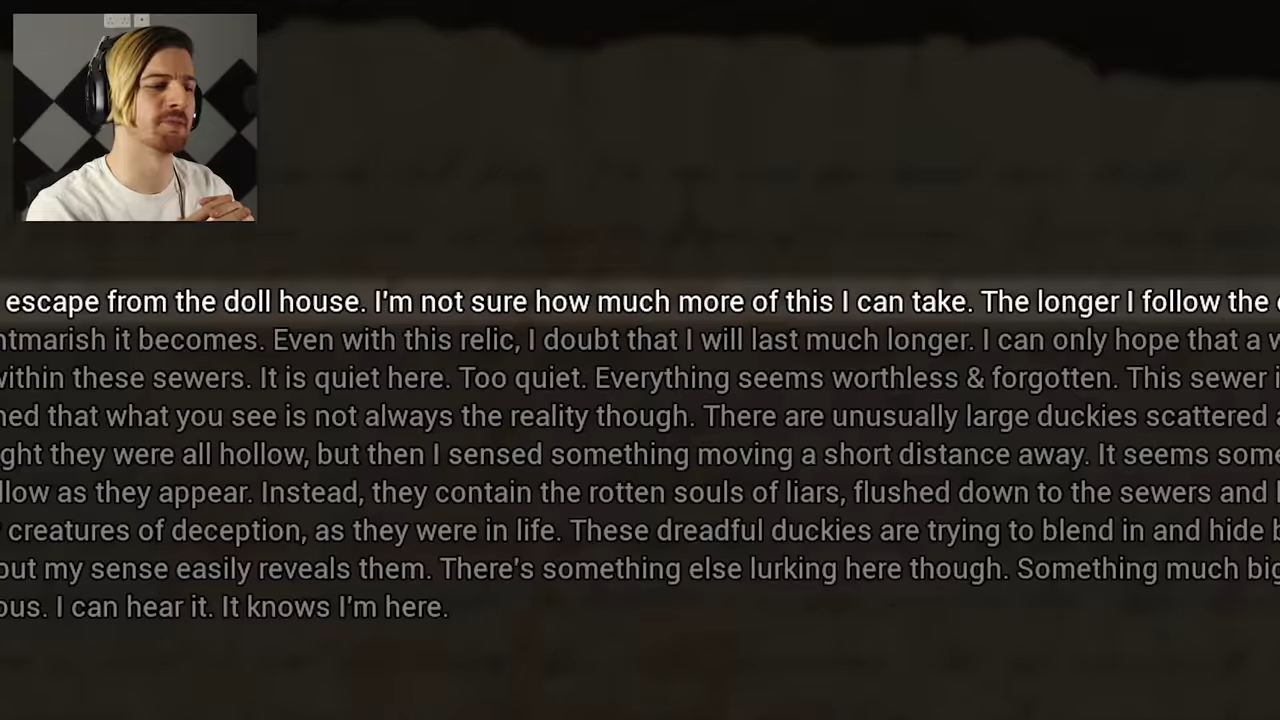 escape from the doll house. I'm not sure how much more of this I can take. The longer I follow the
ntmarish it becomes. Even with this relic, I doubt that I will last much longer. I can only hope that a w
within these sewers. It is quiet here. Too quiet. Everything seems worthless & forgotten. This sewer i
ned that what you see is not always the reality though. There are unusually large duckies scattered a
ght they were all hollow, but then I sensed something moving a short distance away. It seems some
llow as they appear. Instead, they contain the rotten souls of liars, flushed down to the sewers and
creatures of deception, as they were in life. These dreadful duckies are trying to blend in and hide b
but my sense easily reveals them. There's something else lurking here though. Something much big
ous. I can hear it. It knows I'm here.